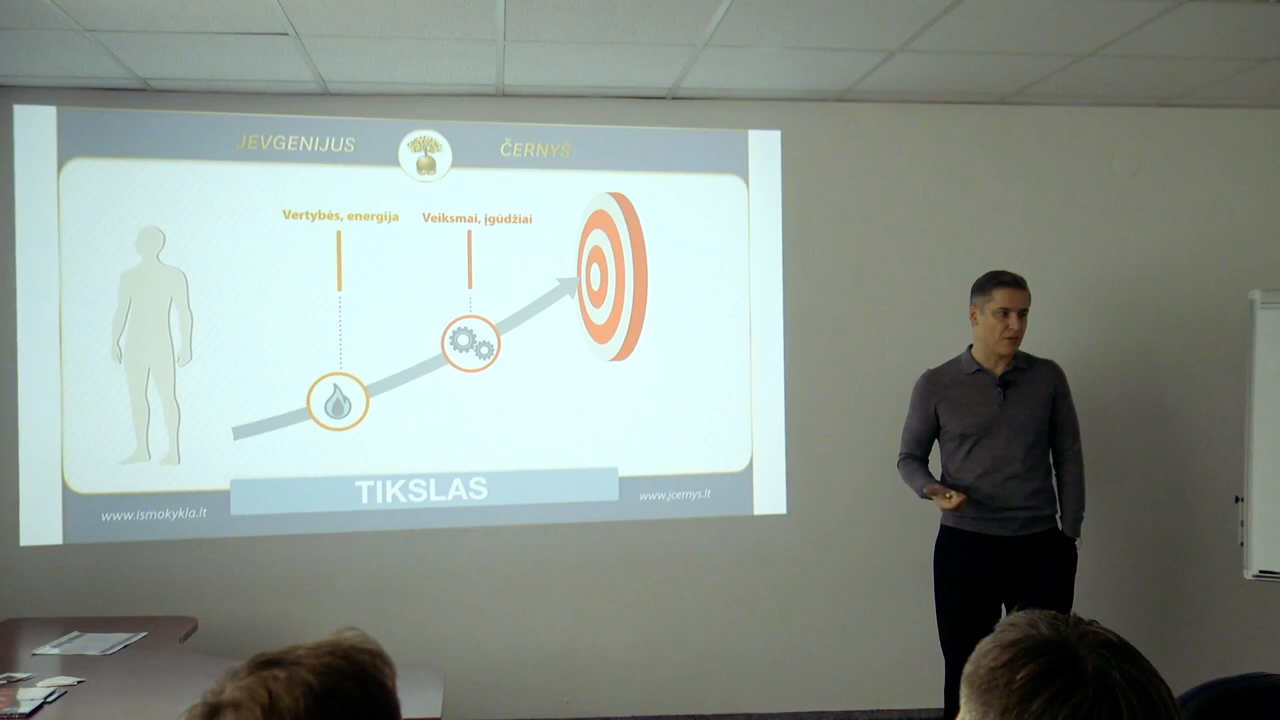 JEVGENIJUS ČERNYŠ
Vertybės, energija
Veiksmai, įgūdžiai
TIKSLAS
www.ismokykla.lt
www.jcernys.lt